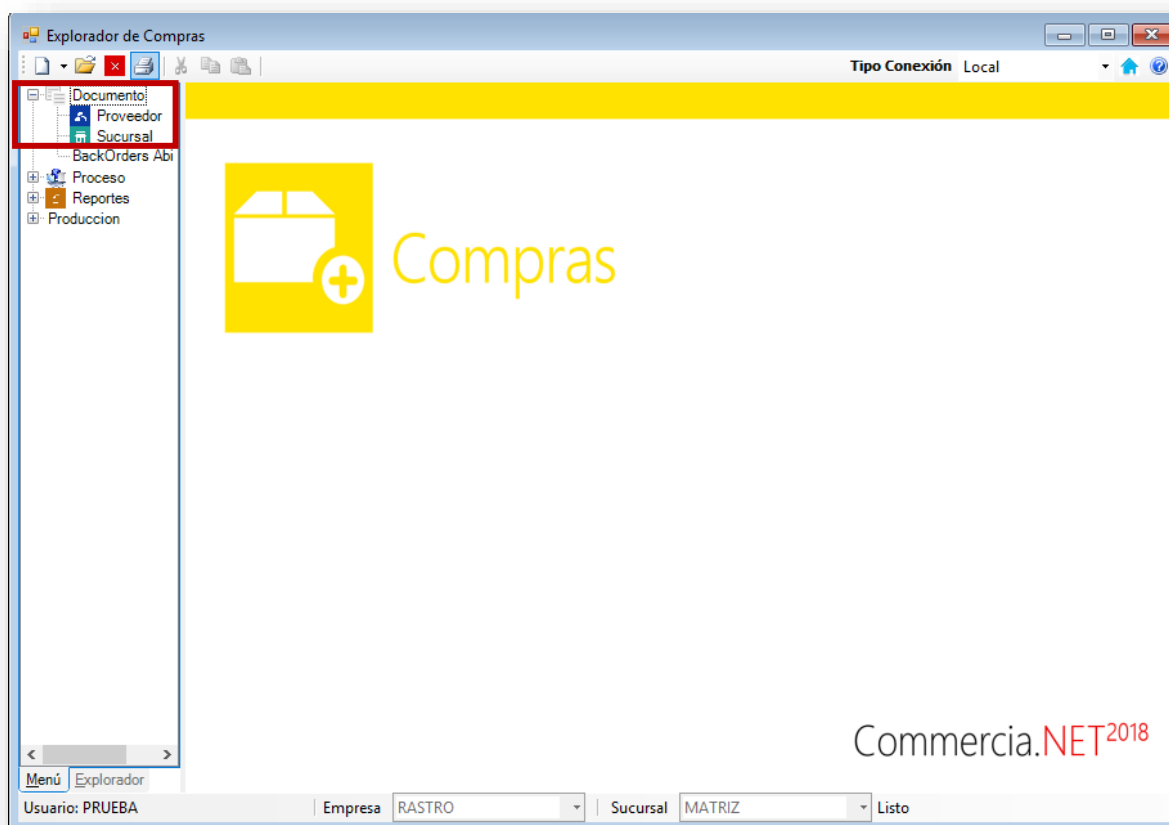 Explorador de Compras
Tipo Conexión Local
Documento
Proveedor
Sucursal
BackOrders Abi
Proceso
Reportes
Produccion
Compras
Commercia.NET2018
Menú Explorador
Usuario: PRUEBA Empresa RASTRO Sucursal MATRIZ Listo